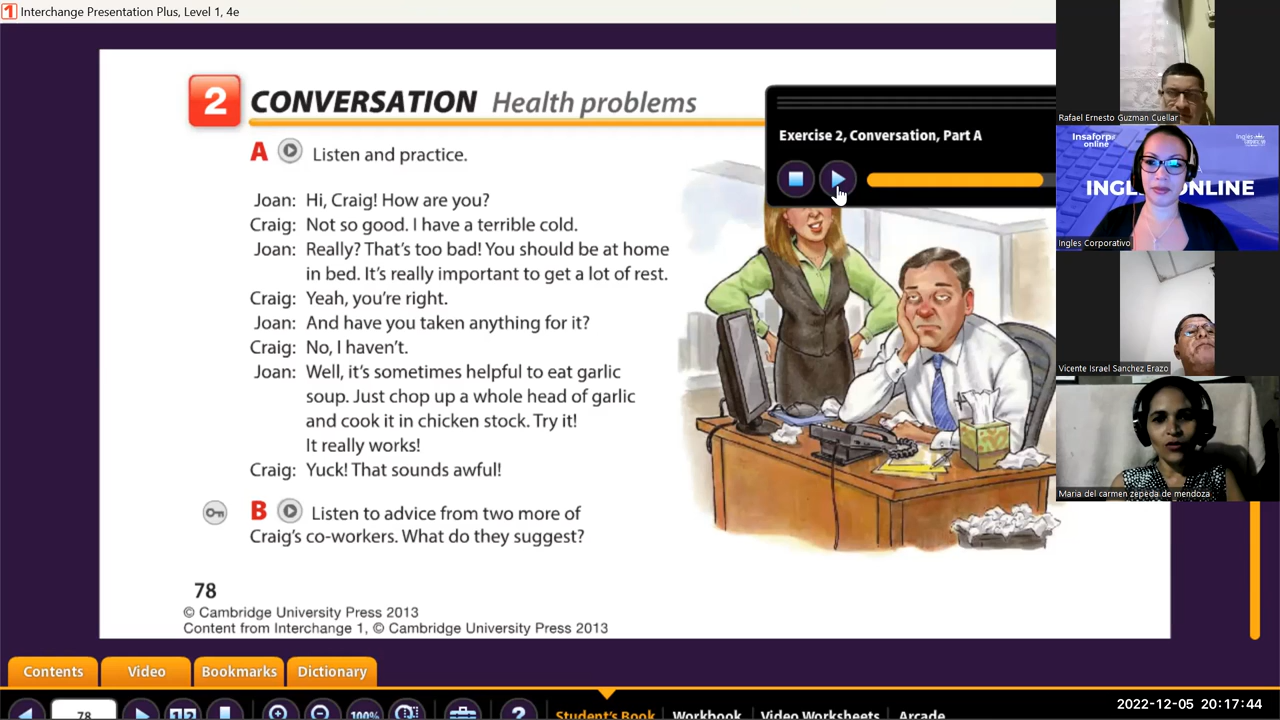 Interchange Presentation Plus, Level 1, 4e
2 CONVERSATION Health problems
A Listen and practice.
Joan: Hi, Craig! How are you?
Craig: Not so good. I have a terrible cold.
Joan: Really? That's too bad! You should be at home
in bed. It's really important to get a lot of rest.
Craig: Yeah, you're right.
Joan: And have you taken anything for it?
Craig: No, I haven't.
Joan: Well, it's sometimes helpful to eat garlic
soup. Just chop up a whole head of garlic
and cook it in chicken stock. Try it!
It really works!
Craig: Yuck! That sounds awful!
B Listen to advice from two more of
Craig's co-workers. What do they suggest?
78
© Cambridge University Press 2013
Content from Interchange 1, © Cambridge University Press 2013
Exercise 2, Conversation, Part A
Rafael Ernesto Guzman Cuellar
Insaforp
online
Ingles Corporativo
Vicente Israel Sanchez Erazo
Maria del carmen zepeda de mendoza
Contents Video Bookmarks Dictionary
78 100% ? Student's Book Workbook Video Worksheets Arcade
2022-12-05 20:17:44